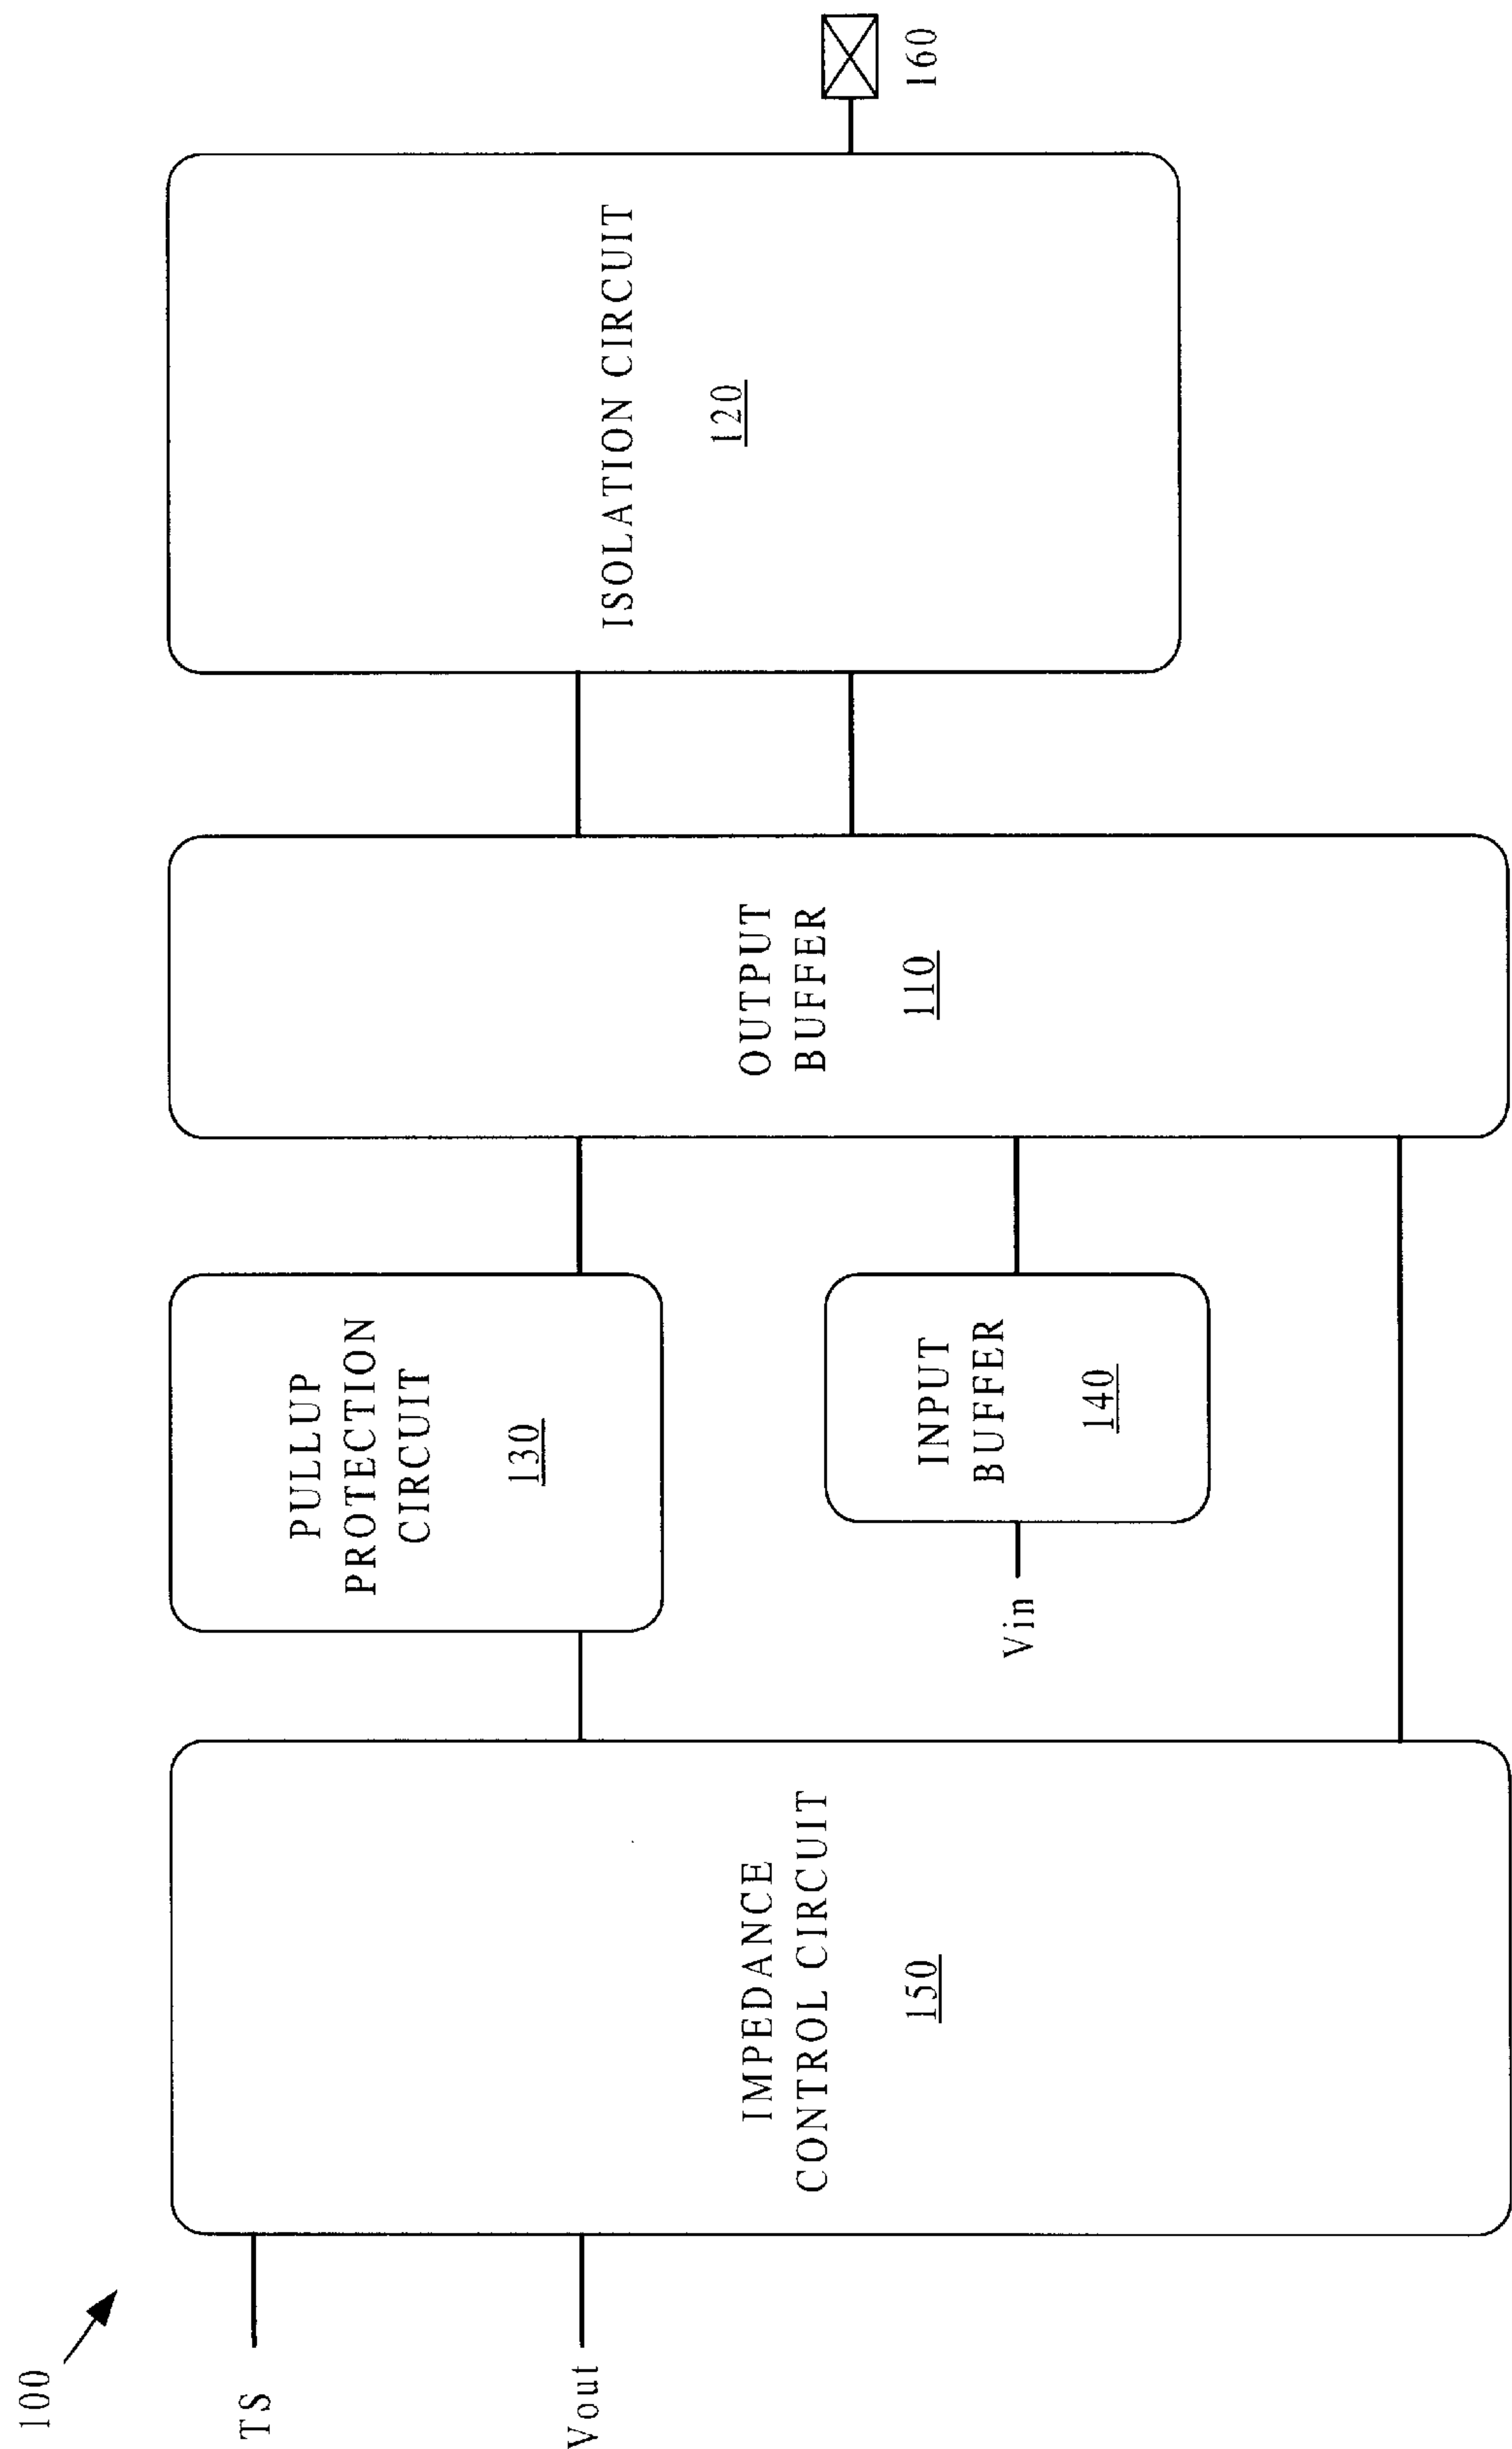 100
TS
Vout
IMPEDANCE
CONTROL CIRCUIT
150
PULLUP
PROTECTION
CIRCUIT
130
Vin
INPUT
BUFFER
140
OUTPUT
BUFFER
110
ISOLATION CIRCUIT
120
160